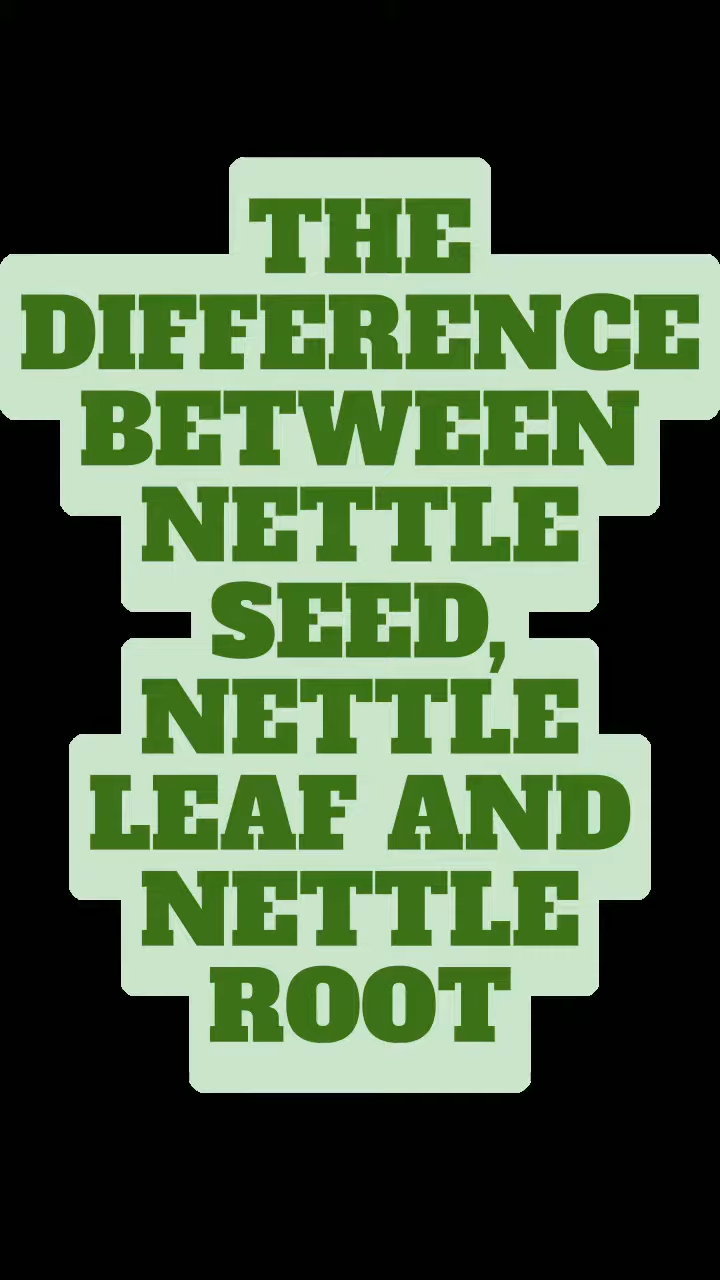 THE
DIFFERENCE
BETWEEN
NETTLE
SEED,
NETTLE
LEAF AND
NETTLE
ROOT